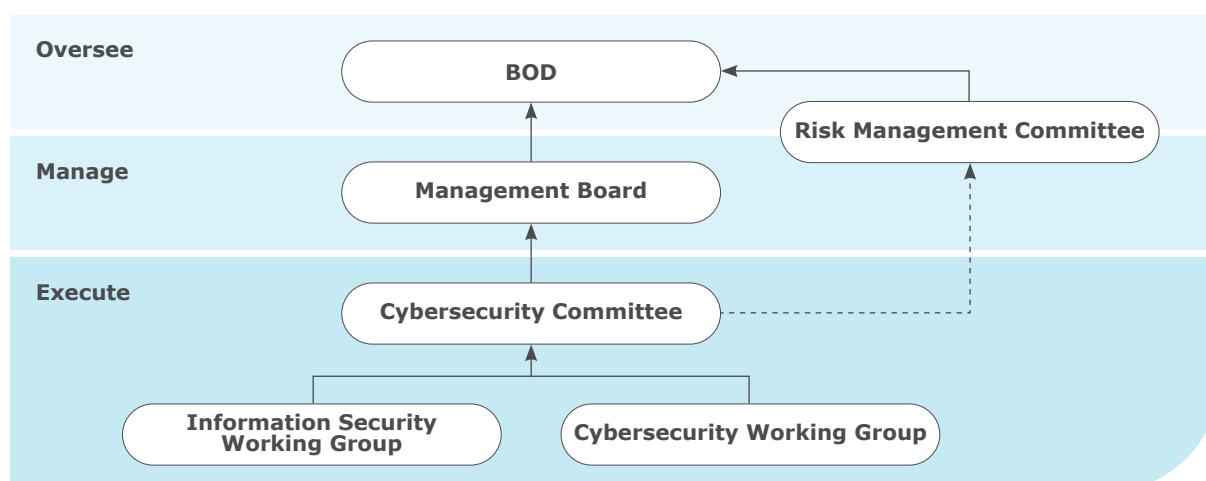 Oversee
BOD
Risk Management Committee
Manage
Management Board
Execute
Cybersecurity Committee
Information Security
Working Group
Cybersecurity Working Group